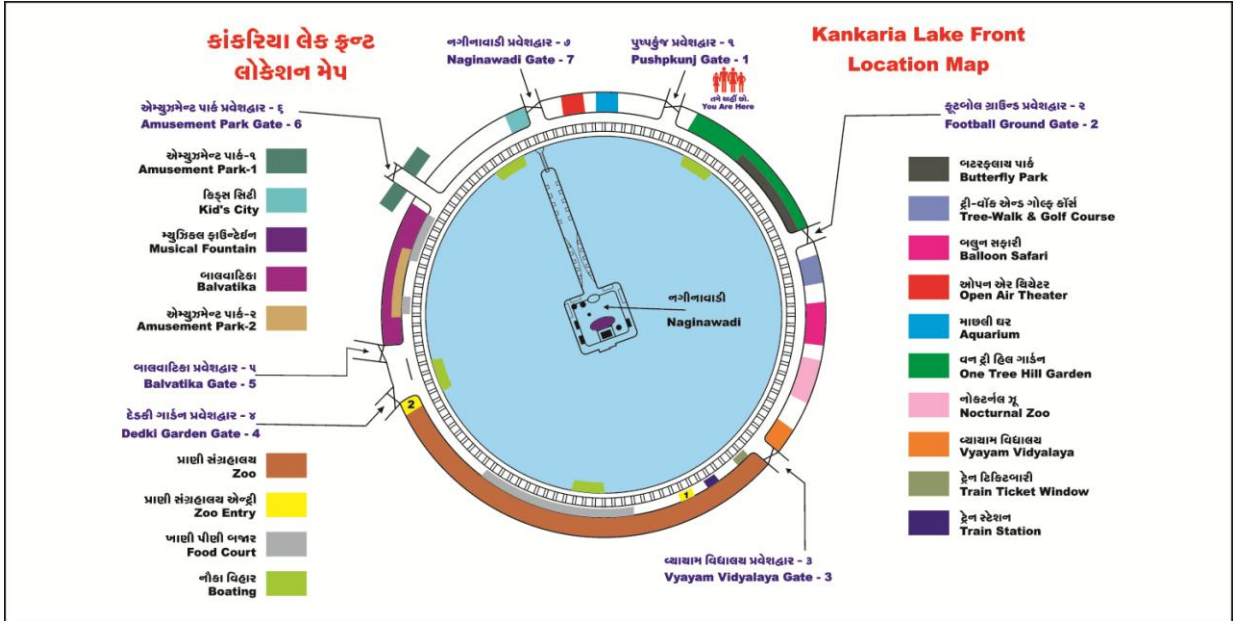 કાંકરિયા લેક ફ્રન્ટ
લોકેશન મેપ
નગીનાવાડી પ્રવેશદ્વાર - ૭
Naginawadi Gate - 7
પુષ્પકુંજ પ્રવેશદ્વાર - ૧
Pushpkunj Gate - 1
તમે અહીં છો.
You Are Here
Kankaria Lake Front
Location Map
એમ્યુઝમેન્ટ પાર્ક પ્રવેશદ્વાર - ૬
Amusement Park Gate - 6
ફૂટબોલ ગ્રાઉન્ડ પ્રવેશદ્વાર - ૨
Football Ground Gate - 2
એમ્યુઝમેન્ટ પાર્ક-૧
Amusement Park-1
કિડ્સ સિટી
Kid's City
મ્યુઝિકલ ફાઉન્ટેઈન
Musical Fountain
બાલવાટિકા
Balvatika
એમ્યુઝમેન્ટ પાર્ક-૨
Amusement Park-2
બાલવાટિકા પ્રવેશદ્વાર - ૫
Balvatika Gate - 5
દેડકી ગાર્ડન પ્રવેશદ્વાર - ૪
Dedki Garden Gate - 4
પ્રાણી સંગ્રહાલય
Zoo
પ્રાણી સંગ્રહાલય એન્ટ્રી
Zoo Entry
ખાણી પીણી બજાર
Food Court
નૌકા વિહાર
Boating
નગીનાવાડી
Naginawadi
2
1
બટરફ્લાય પાર્ક
Butterfly Park
ટ્રી-વૉક એન્ડ ગોલ્ફ કૉર્સ
Tree-Walk & Golf Course
બલુન સફારી
Balloon Safari
ઓપન એર થિયેટર
Open Air Theater
માછલી ઘર
Aquarium
વન ટ્રી હિલ ગાર્ડન
One Tree Hill Garden
નોકટર્નલ ઝૂ
Nocturnal Zoo
વ્યાયામ વિદ્યાલય
Vyayam Vidyalaya
ટ્રેન ટિકિટબારી
Train Ticket Window
ટ્રેન સ્ટેશન
Train Station
વ્યાયામ વિદ્યાલય પ્રવેશદ્વાર - ૩
Vyayam Vidyalaya Gate - 3